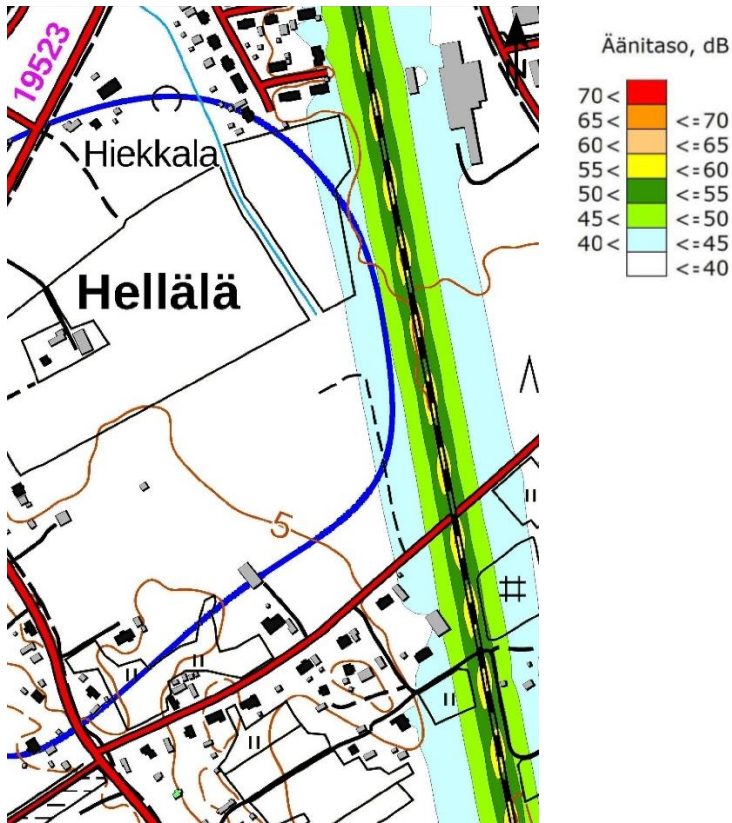 19523
Hiekkala
Hellälä
5
Äänitaso, dB
70 <
65 < <= 70
60 < <= 65
55 < <= 60
50 < <= 55
45 < <= 50
40 < <= 45
<= 40